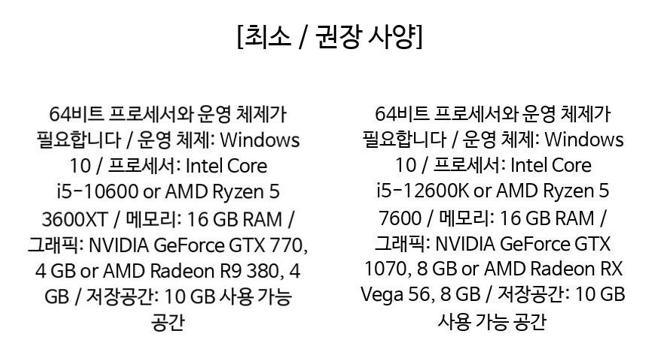 [최소 / 권장 사양]
64비트 프로세서와 운영 체제가
필요합니다 / 운영 체제: Windows
10 / 프로세서: Intel Core
i5-10600 or AMD Ryzen 5
3600XT / 메모리: 16 GB RAM /
그래픽: NVIDIA GeForce GTX 770,
4 GB or AMD Radeon R9 380, 4
GB / 저장공간: 10 GB 사용 가능
공간
64비트 프로세서와 운영 체제가
필요합니다 / 운영 체제: Windows
10 / 프로세서: Intel Core
i5-12600K or AMD Ryzen 5
7600 / 메모리: 16 GB RAM /
그래픽: NVIDIA GeForce GTX
1070, 8 GB or AMD Radeon RX
Vega 56, 8 GB / 저장공간: 10 GB
사용 가능 공간